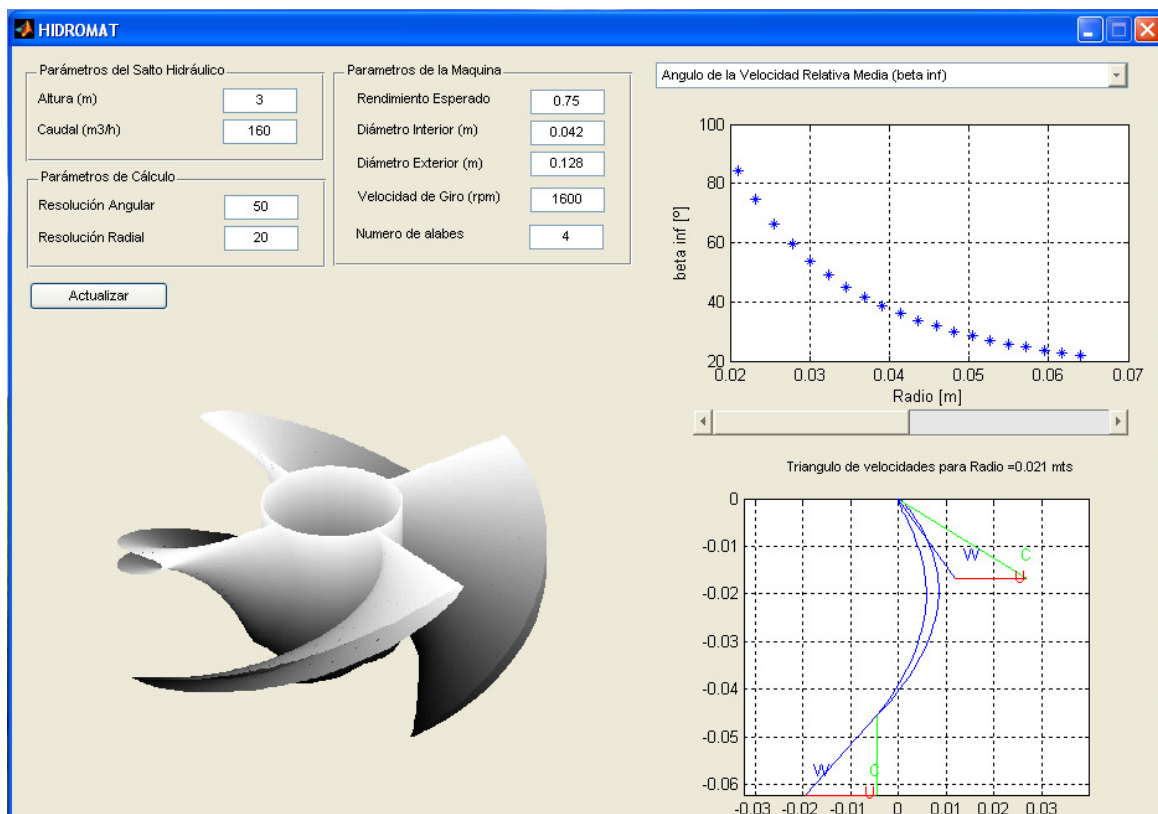 HIDROMAT
Parámetros del Salto Hidráulico
Altura (m) 3
Caudal (m3/h) 160
Parámetros de Cálculo
Resolución Angular 50
Resolución Radial 20
Actualizar
Parametros de la Maquina
Rendimiento Esperado 0.75
Diámetro Interior (m) 0.042
Diámetro Exterior (m) 0.128
Velocidad de Giro (rpm) 1600
Numero de alabes 4
Angulo de la Velocidad Relativa Media (beta inf)
100
80
60
40
20
beta inf [º]
0.02 0.03 0.04 0.05 0.06 0.07
Radio [m]
Triangulo de velocidades para Radio =0.021 mts
0
-0.01
-0.02
-0.03
-0.04
-0.05
-0.06
W
C
U
W
C
U
-0.03 -0.02 -0.01 0 0.01 0.02 0.03